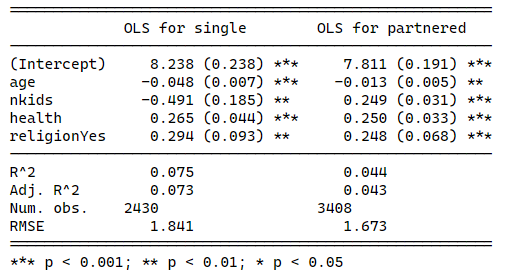 OLS for single OLS for partnered
(Intercept) 8.238 (0.238) *** 7.811 (0.191) ***
age -0.048 (0.007) *** -0.013 (0.005) **
nkids -0.491 (0.185) ** 0.249 (0.031) ***
health 0.265 (0.044) *** 0.250 (0.033) ***
religionYes 0.294 (0.093) ** 0.248 (0.068) ***
R^2 0.075 0.044
Adj. R^2 0.073 0.043
Num. obs. 2430 3408
RMSE 1.841 1.673
*** p < 0.001; ** p < 0.01; * p < 0.05